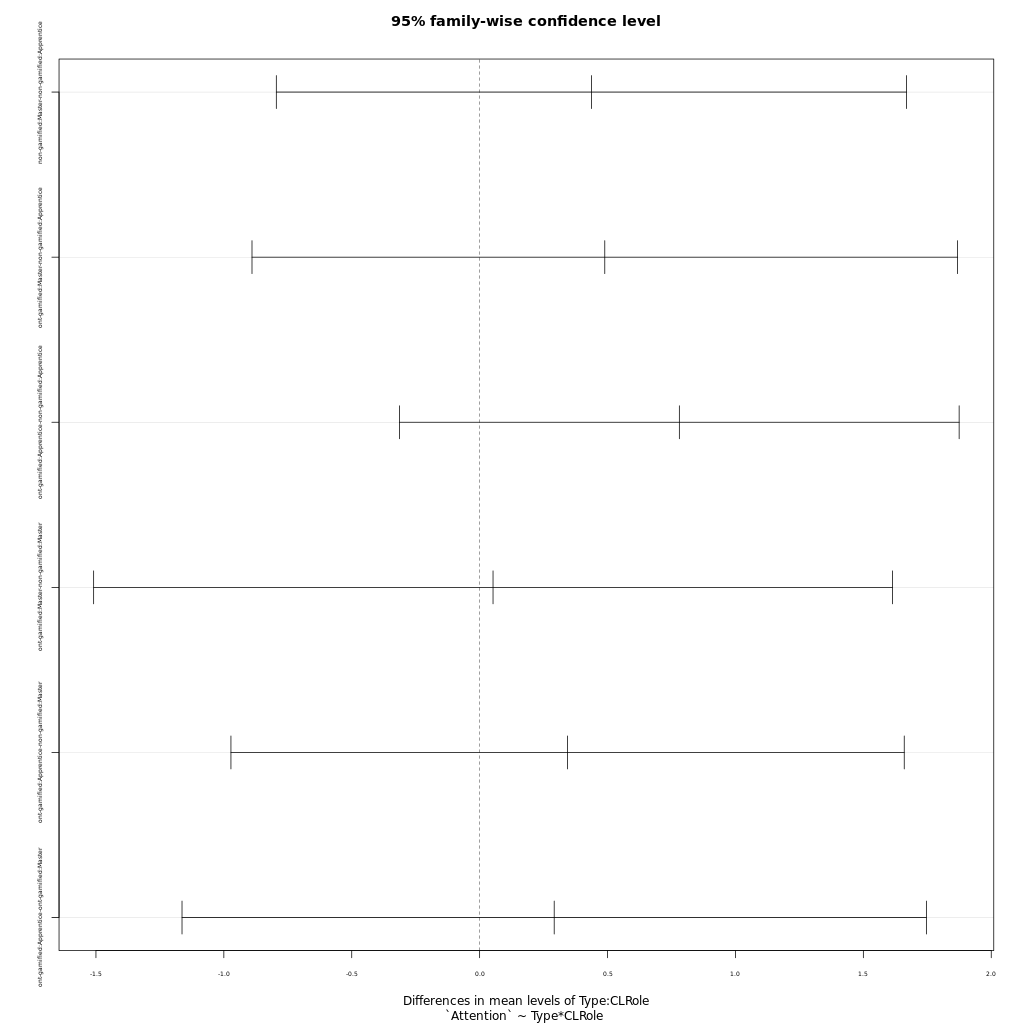 95% family-wise confidence level
non-gamified:Master-non-gamified:Apprentice
ont-gamified:Master-non-gamified:Apprentice
ont-gamified:Apprentice-non-gamified:Apprentice
ont-gamified:Master-non-gamified:Master
ont-gamified:Apprentice-non-gamified:Master
ont-gamified:Apprentice-ont-gamified:Master
-1.5 -1.0 -0.5 0.0 0.5 1.0 1.5 2.0
Differences in mean levels of Type:CLRole
`Attention` ~ Type*CLRole